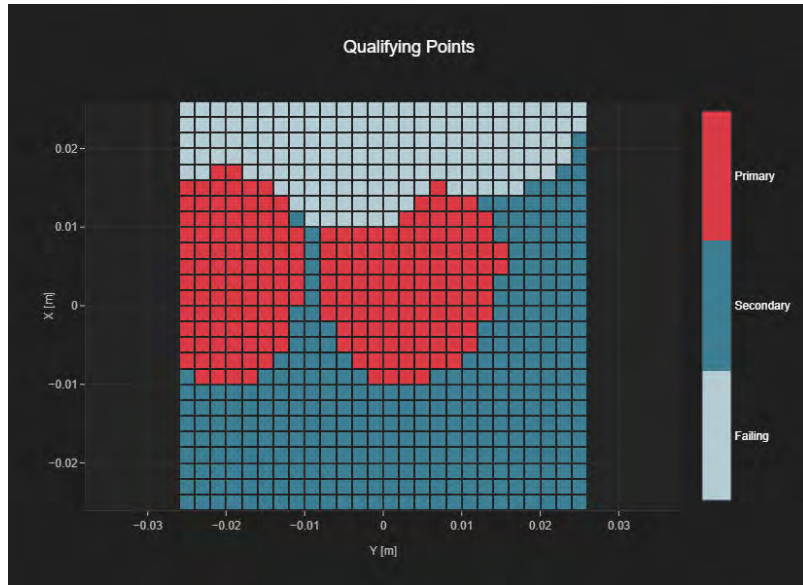 Qualifying Points
0.02
0.01
0
−0.01
−0.02
X [m]
−0.03
−0.02
−0.01
0
0.01
0.02
0.03
Y [m]
Primary
Secondary
Failing